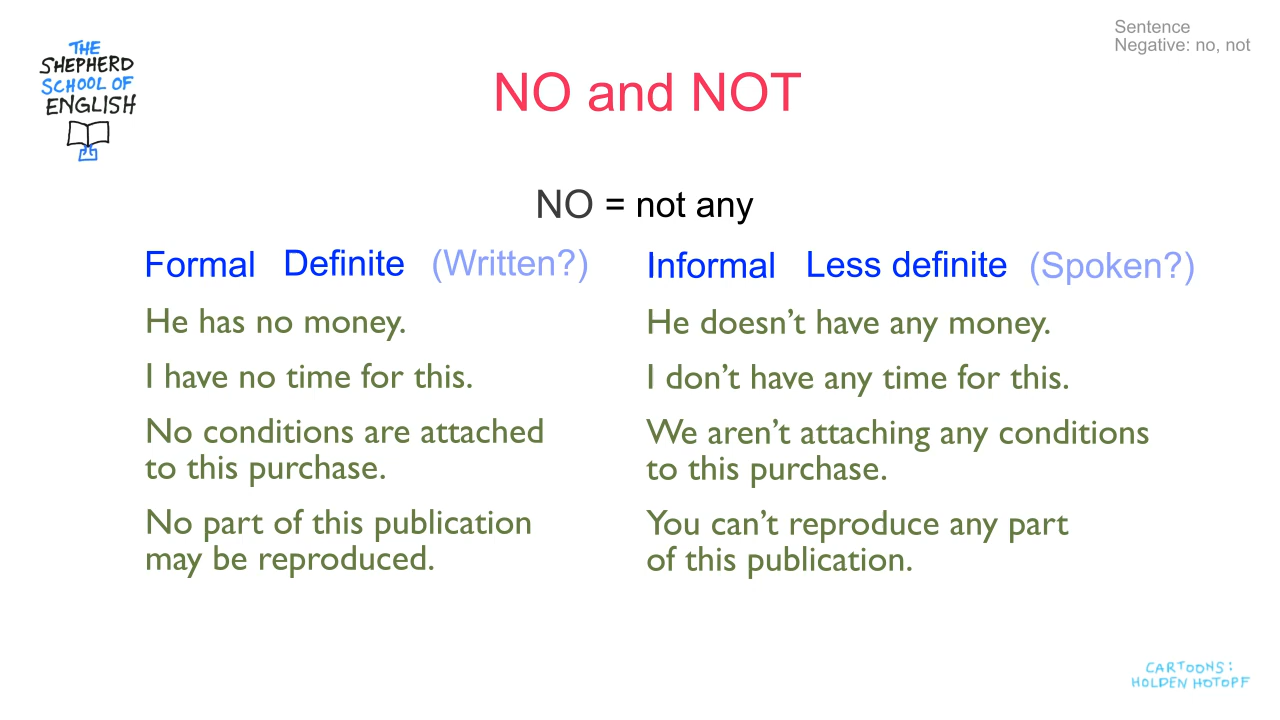 THE
SHEPHERD
SCHOOL OF
ENGLISH
Sentence
Negative: no, not
NO and NOT
NO = not any
Formal Definite (Written?)
He has no money.
I have no time for this.
No conditions are attached
to this purchase.
No part of this publication
may be reproduced.
Informal Less definite (Spoken?)
He doesn’t have any money.
I don’t have any time for this.
We aren’t attaching any conditions
to this purchase.
You can’t reproduce any part
of this publication.
CARTOONS:
HOLDEN HOTOPF